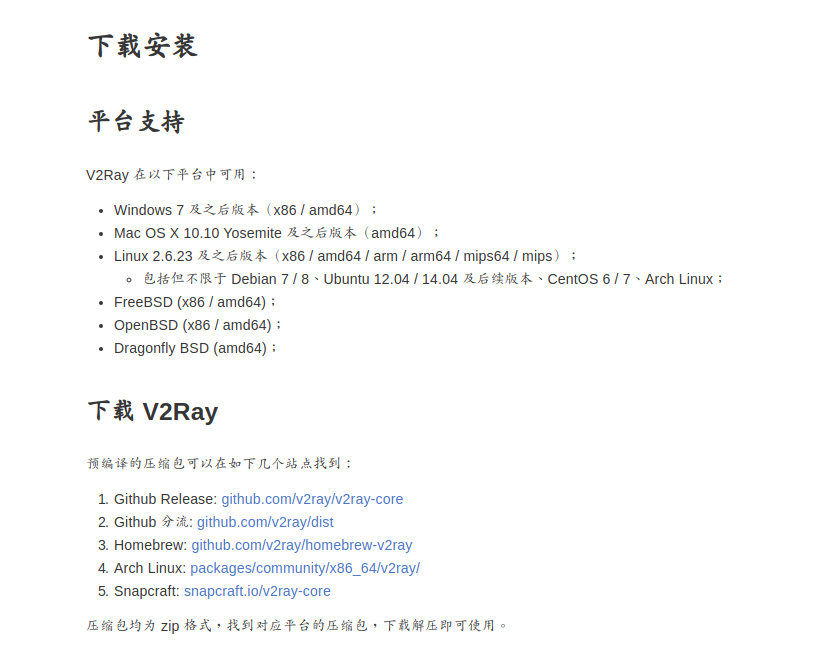 下载安装
平台支持
V2Ray 在以下平台中可用：
Windows 7 及之后版本（x86 / amd64）；
Mac OS X 10.10 Yosemite 及之后版本（amd64）；
Linux 2.6.23 及之后版本（x86 / amd64 / arm / arm64 / mips64 / mips）；
包括但不限于 Debian 7 / 8、Ubuntu 12.04 / 14.04 及后续版本、CentOS 6 / 7、Arch Linux；
FreeBSD (x86 / amd64)；
OpenBSD (x86 / amd64)；
Dragonfly BSD (amd64)；
下载 V2Ray
预编译的压缩包可以在如下几个站点找到：
1. Github Release: github.com/v2ray/v2ray-core
2. Github 分流: github.com/v2ray/dist
3. Homebrew: github.com/v2ray/homebrew-v2ray
4. Arch Linux: packages/community/x86_64/v2ray/
5. Snapcraft: snapcraft.io/v2ray-core
压缩包均为 zip 格式，找到对应平台的压缩包，下载解压即可使用。